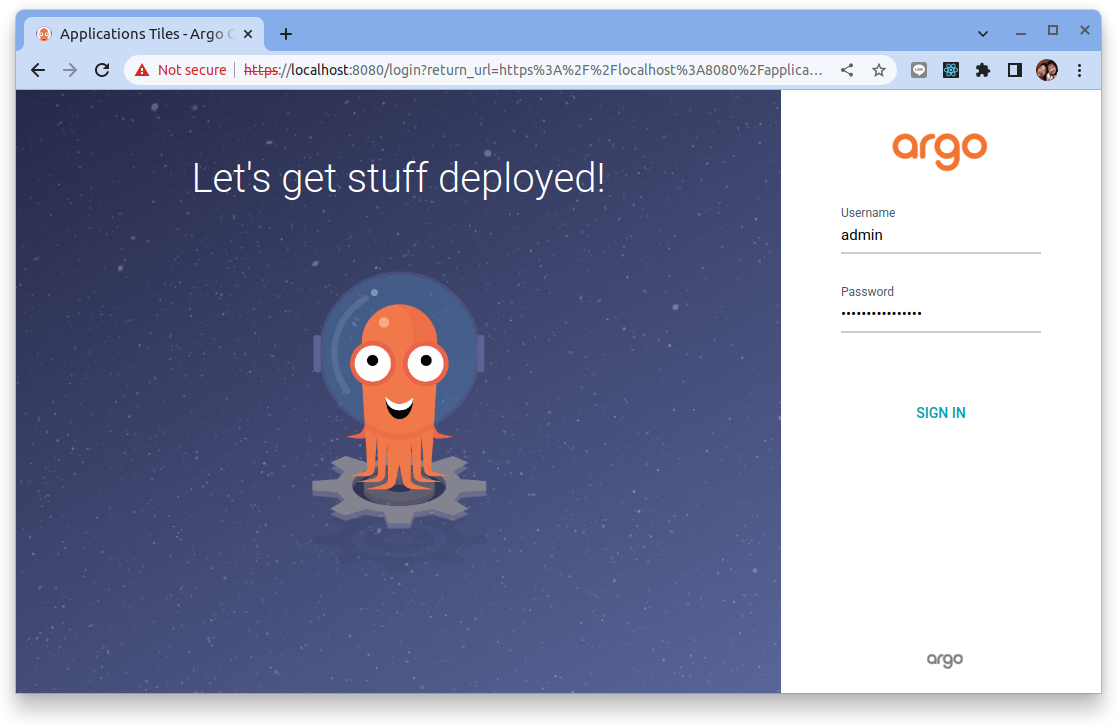 Applications Tiles - Argo C
Not secure
https://localhost:8080/login?return_url=https%3A%2F%2Flocalhost%3A8080%2Fapplica...
Let's get stuff deployed!
argo
Username
admin
Password
••••••••••••••••
SIGN IN
argo